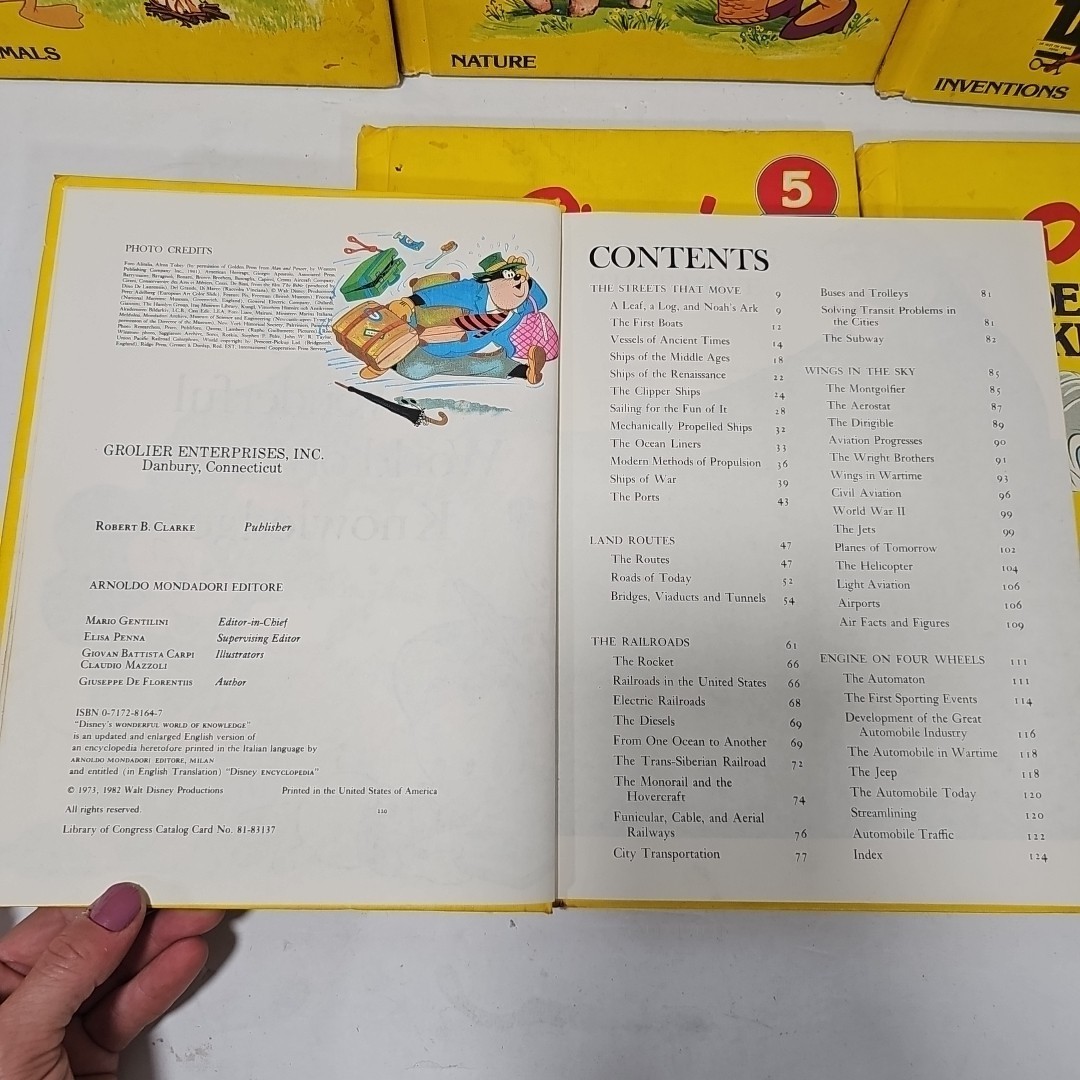 MALS
NATURE
INVENTIONS
5
PHOTO CREDITS
GROLIER ENTERPRISES, INC.
Danbury, Connecticut
ROBERT B. CLARKE Publisher
ARNOLDO MONDADORI EDITORE
MARIO GENTILINI Editor-in-Chief
ELISA PENNA Supervising Editor
GIOVAN BATTISTA CARPI Illustrators
CLAUDIO MAZZOLI
GIUSEPPE DE FLORENTIIS Author
ISBN 0-7172-8164-7
"Disney's WONDERFUL WORLD OF KNOWLEDGE"
is an updated and enlarged English version of
an encyclopedia heretofore printed in the Italian language by
ARNOLDO MONDADORI EDITORE, MILAN
and entitled (in English Translation) "Disney ENCYCLOPEDIA"
© 1973, 1982 Walt Disney Productions Printed in the United States of America
All rights reserved.
Library of Congress Catalog Card No. 81-83137
CONTENTS
THE STREETS THAT MOVE 9
A Leaf, a Log, and Noah's Ark 9
The First Boats 12
Vessels of Ancient Times 14
Ships of the Middle Ages 18
Ships of the Renaissance 22
The Clipper Ships 24
Sailing for the Fun of It 28
Mechanically Propelled Ships 32
The Ocean Liners 33
Modern Methods of Propulsion 36
Ships of War 39
The Ports 43
LAND ROUTES 47
The Routes 47
Roads of Today 52
Bridges, Viaducts and Tunnels 54
THE RAILROADS 61
The Rocket 66
Railroads in the United States 66
Electric Railroads 68
The Diesels 69
From One Ocean to Another 69
The Trans-Siberian Railroad 72
The Monorail and the
Hovercraft 74
Funicular, Cable, and Aerial
Railways 76
City Transportation 77
Buses and Trolleys 81
Solving Transit Problems in
the Cities 81
The Subway 82
WINGS IN THE SKY 85
The Montgolfier 85
The Aerostat 87
The Dirigible 89
Aviation Progresses 90
The Wright Brothers 91
Wings in Wartime 93
Civil Aviation 96
World War II 99
The Jets 99
Planes of Tomorrow 102
The Helicopter 104
Light Aviation 106
Airports 106
Air Facts and Figures 109
ENGINE ON FOUR WHEELS 111
The Automaton 111
The First Sporting Events 114
Development of the Great
Automobile Industry 116
The Automobile in Wartime 118
The Jeep 118
The Automobile Today 120
Streamlining 120
Automobile Traffic 122
Index 124